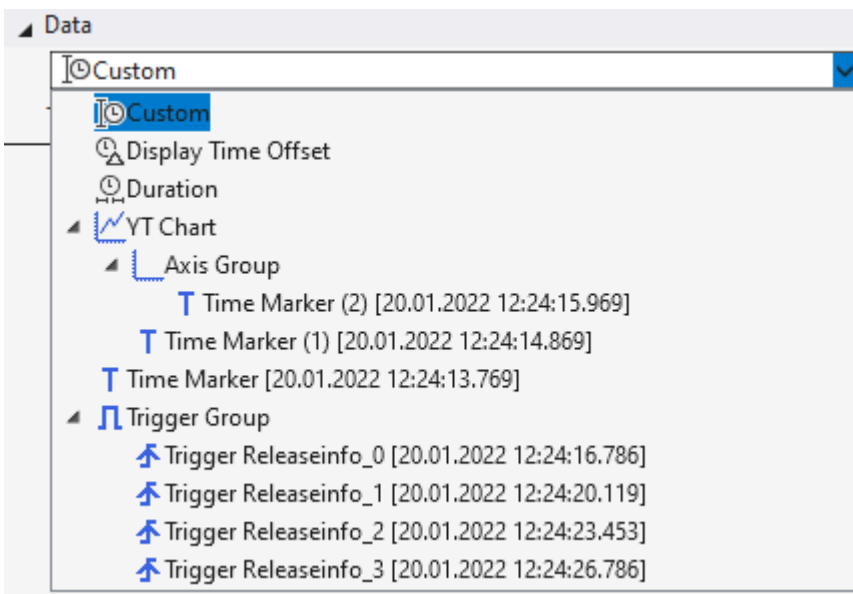 Data
Custom
Custom
Display Time Offset
Duration
YT Chart
Axis Group
Time Marker (2) [20.01.2022 12:24:15.969]
Time Marker (1) [20.01.2022 12:24:14.869]
Time Marker [20.01.2022 12:24:13.769]
Trigger Group
Trigger Releaseinfo_0 [20.01.2022 12:24:16.786]
Trigger Releaseinfo_1 [20.01.2022 12:24:20.119]
Trigger Releaseinfo_2 [20.01.2022 12:24:23.453]
Trigger Releaseinfo_3 [20.01.2022 12:24:26.786]